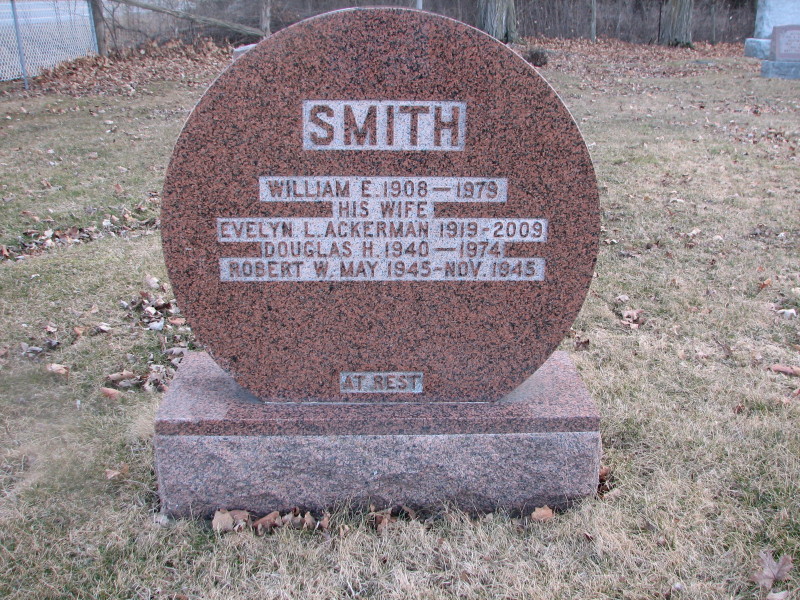 SMITH
WILLIAM E. 1908 — 1979
HIS WIFE
EVELYN L. ACKERMAN 1919 - 2009
DOUGLAS H. 1940 — 1974
ROBERT W. MAY 1945 - NOV. 1945
AT REST